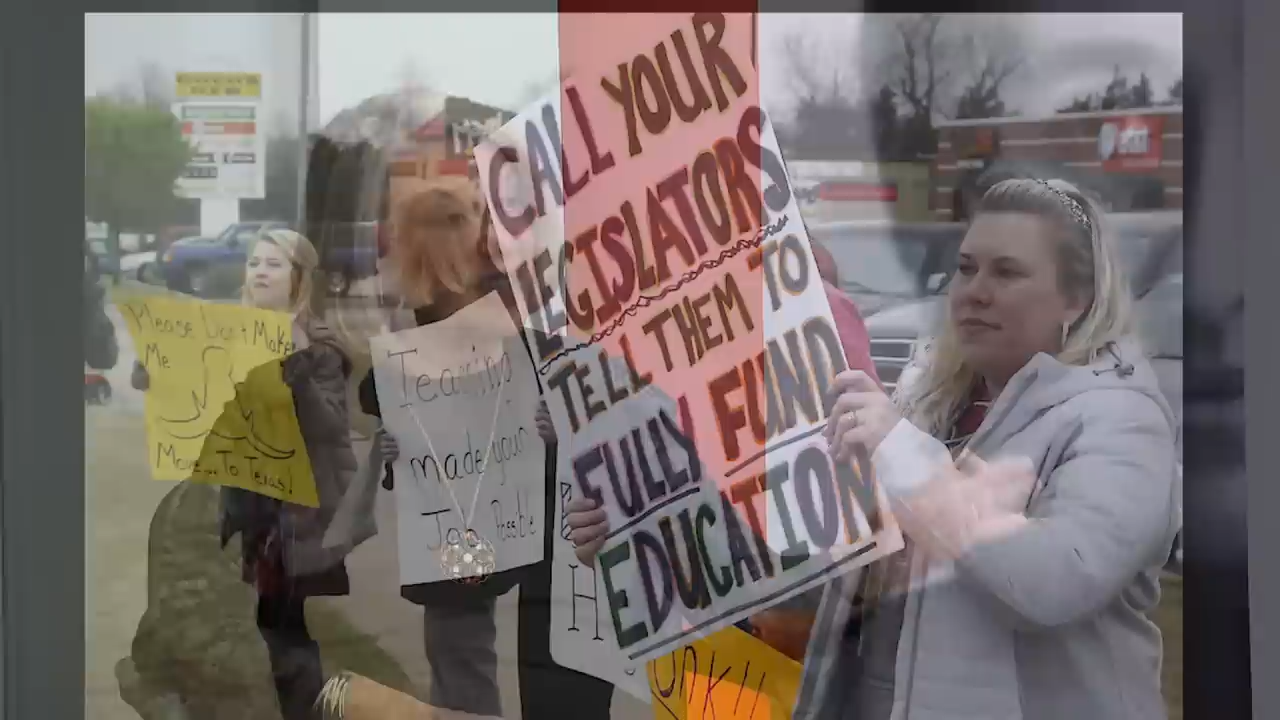 Please Don't Make
Me
Move... To Texas!
Teaching
made your
Job Possible
CALL YOUR
LEGISLATORS
TELL THEM TO
FULLY FUND
EDUCATION
H